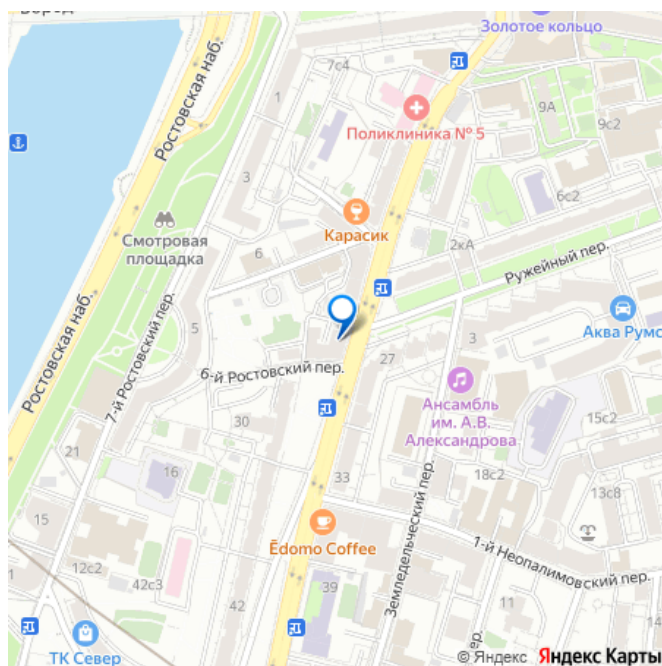 Золотое кольцо
7с4
1
9А
9с2
Поликлиника № 5
Ростовская наб.
3
Карасик
6с2
Смотровая
площадка
6
2кА
Ружейный пер.
Ростовская наб.
5
7-й Ростовский пер.
6-й Ростовский пер.
27
3
Аква Румс
Ансамбль
им. А.В.
Александрова
15с2
30
21
16
33
18с2
13с8
15
Ēdomo Coffee
1-й Неопалимовский пер.
Земледельческий пер.
12с2
42с3
42
39
11
ТК Север
© Яндекс Яндекс Карты